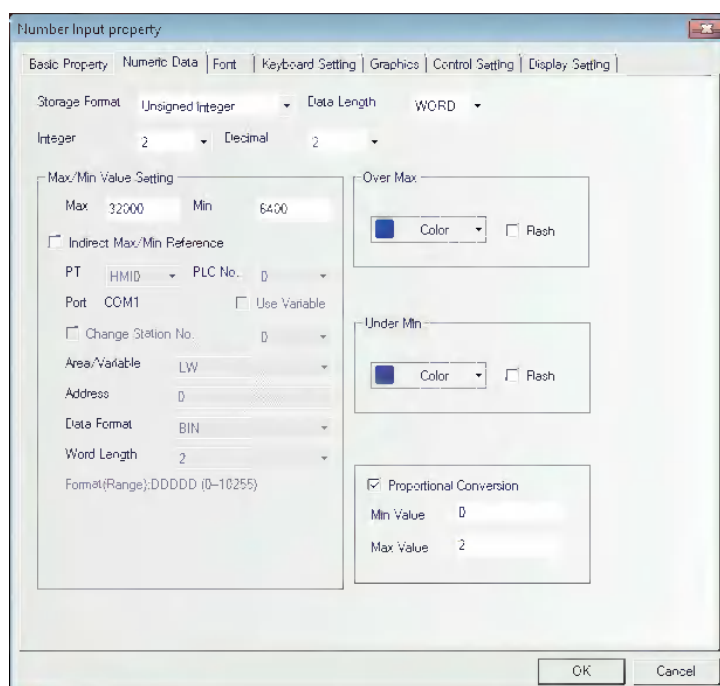 Number Input property
Basic Property Numeric Data Font Keyboard Setting Graphics Control Setting Display Setting
Storage Format Unsigned Integer Data Length WORD
Integer 2 Decimal 2
Max/Min Value Setting
Max 32000 Min 6400
Indirect Max/Min Reference
PT HMI0 PLC No. 0
Port COM1 Use Variable
Change Station No. 0
Area/Variable LW
Address 0
Data Format BIN
Word Length 2
Format(Range):DDDDD (0~10255)
Over Max
Color Flash
Under Min
Color Flash
Proportional Conversion
Min Value 0
Max Value 2
OK Cancel